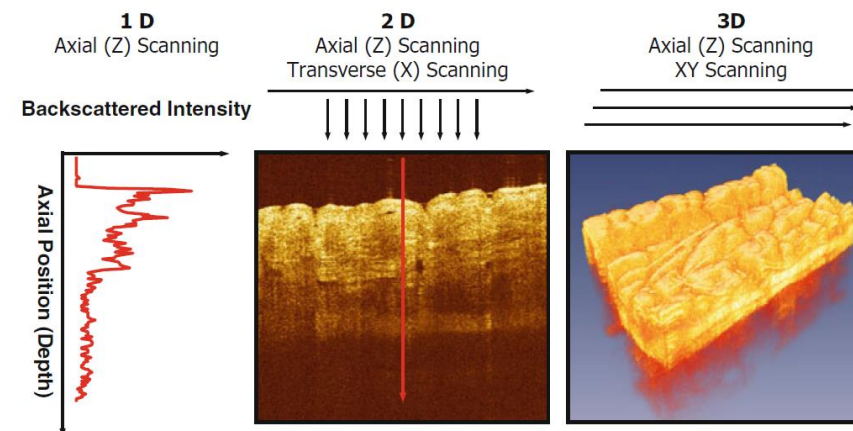 1 D
Axial (Z) Scanning
2 D
Axial (Z) Scanning
Transverse (X) Scanning
3D
Axial (Z) Scanning
XY Scanning
Backscattered Intensity
Axial Position (Depth)